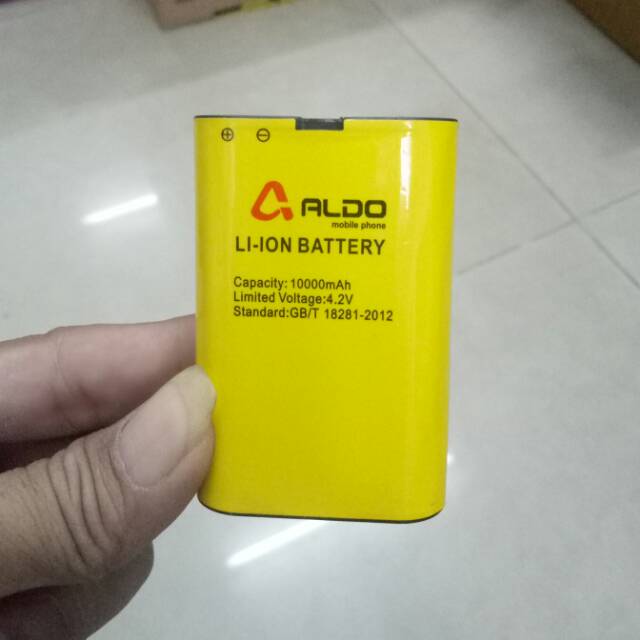 ⊕ ⊖
ALDO
mobile phone
LI-ION BATTERY
Capacity:10000mAh
Limited Voltage:4.2V
Standard:GB/T 18281-2012